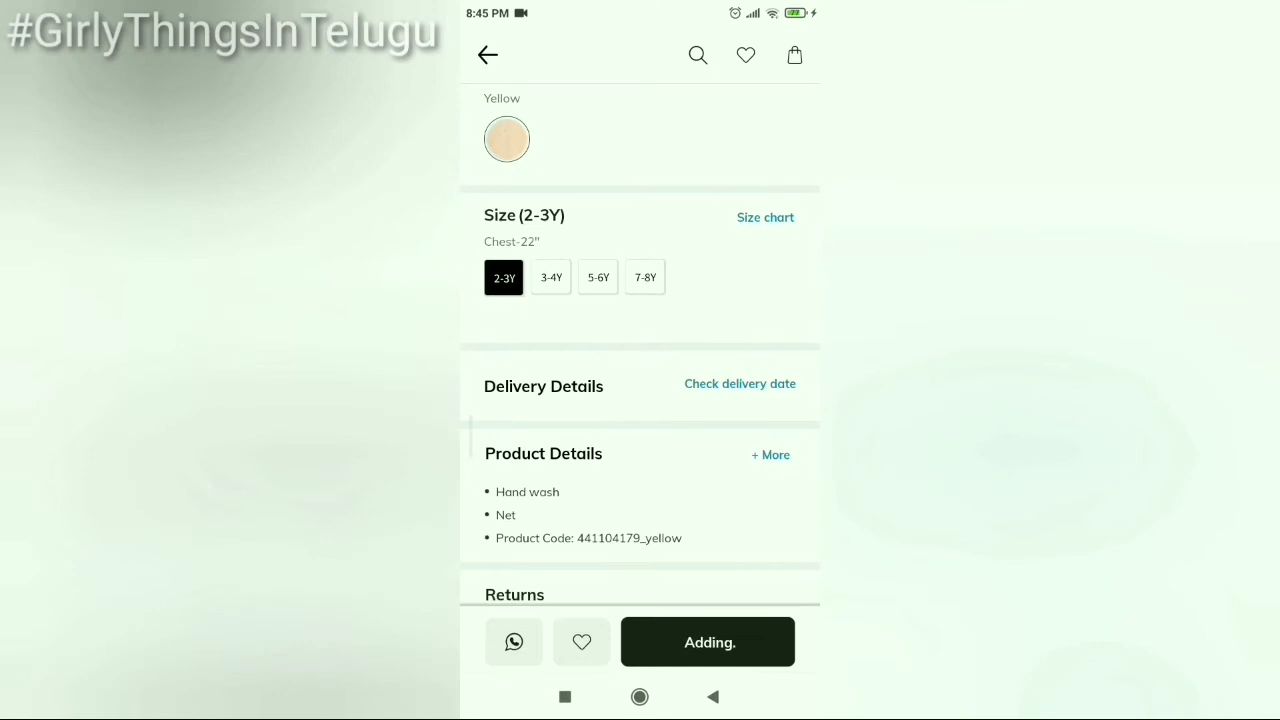 #GirlyThingsInTelugu
8:45 PM
77
Yellow
Size (2-3Y)
Size chart
Chest-22"
2-3Y
3-4Y
5-6Y
7-8Y
Delivery Details
Check delivery date
Product Details
+ More
• Hand wash
• Net
• Product Code: 441104179_yellow
Returns
Adding.